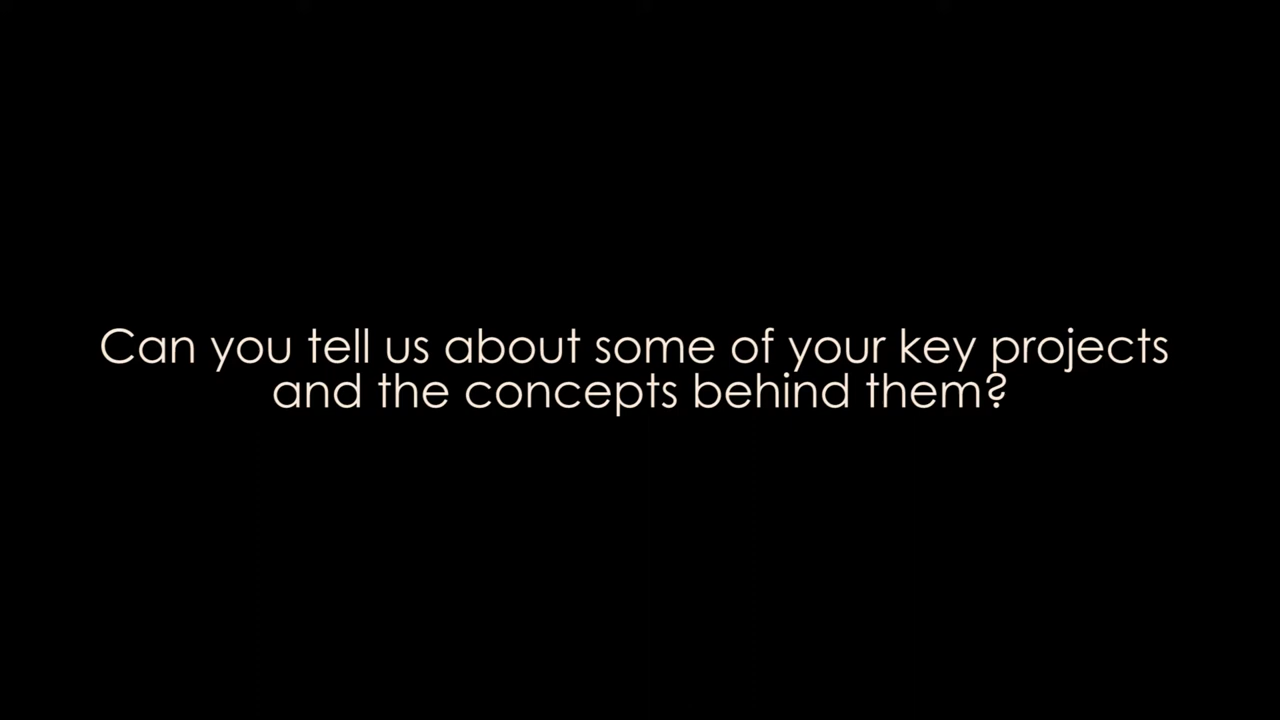 Can you tell us about some of your key projects
and the concepts behind them?